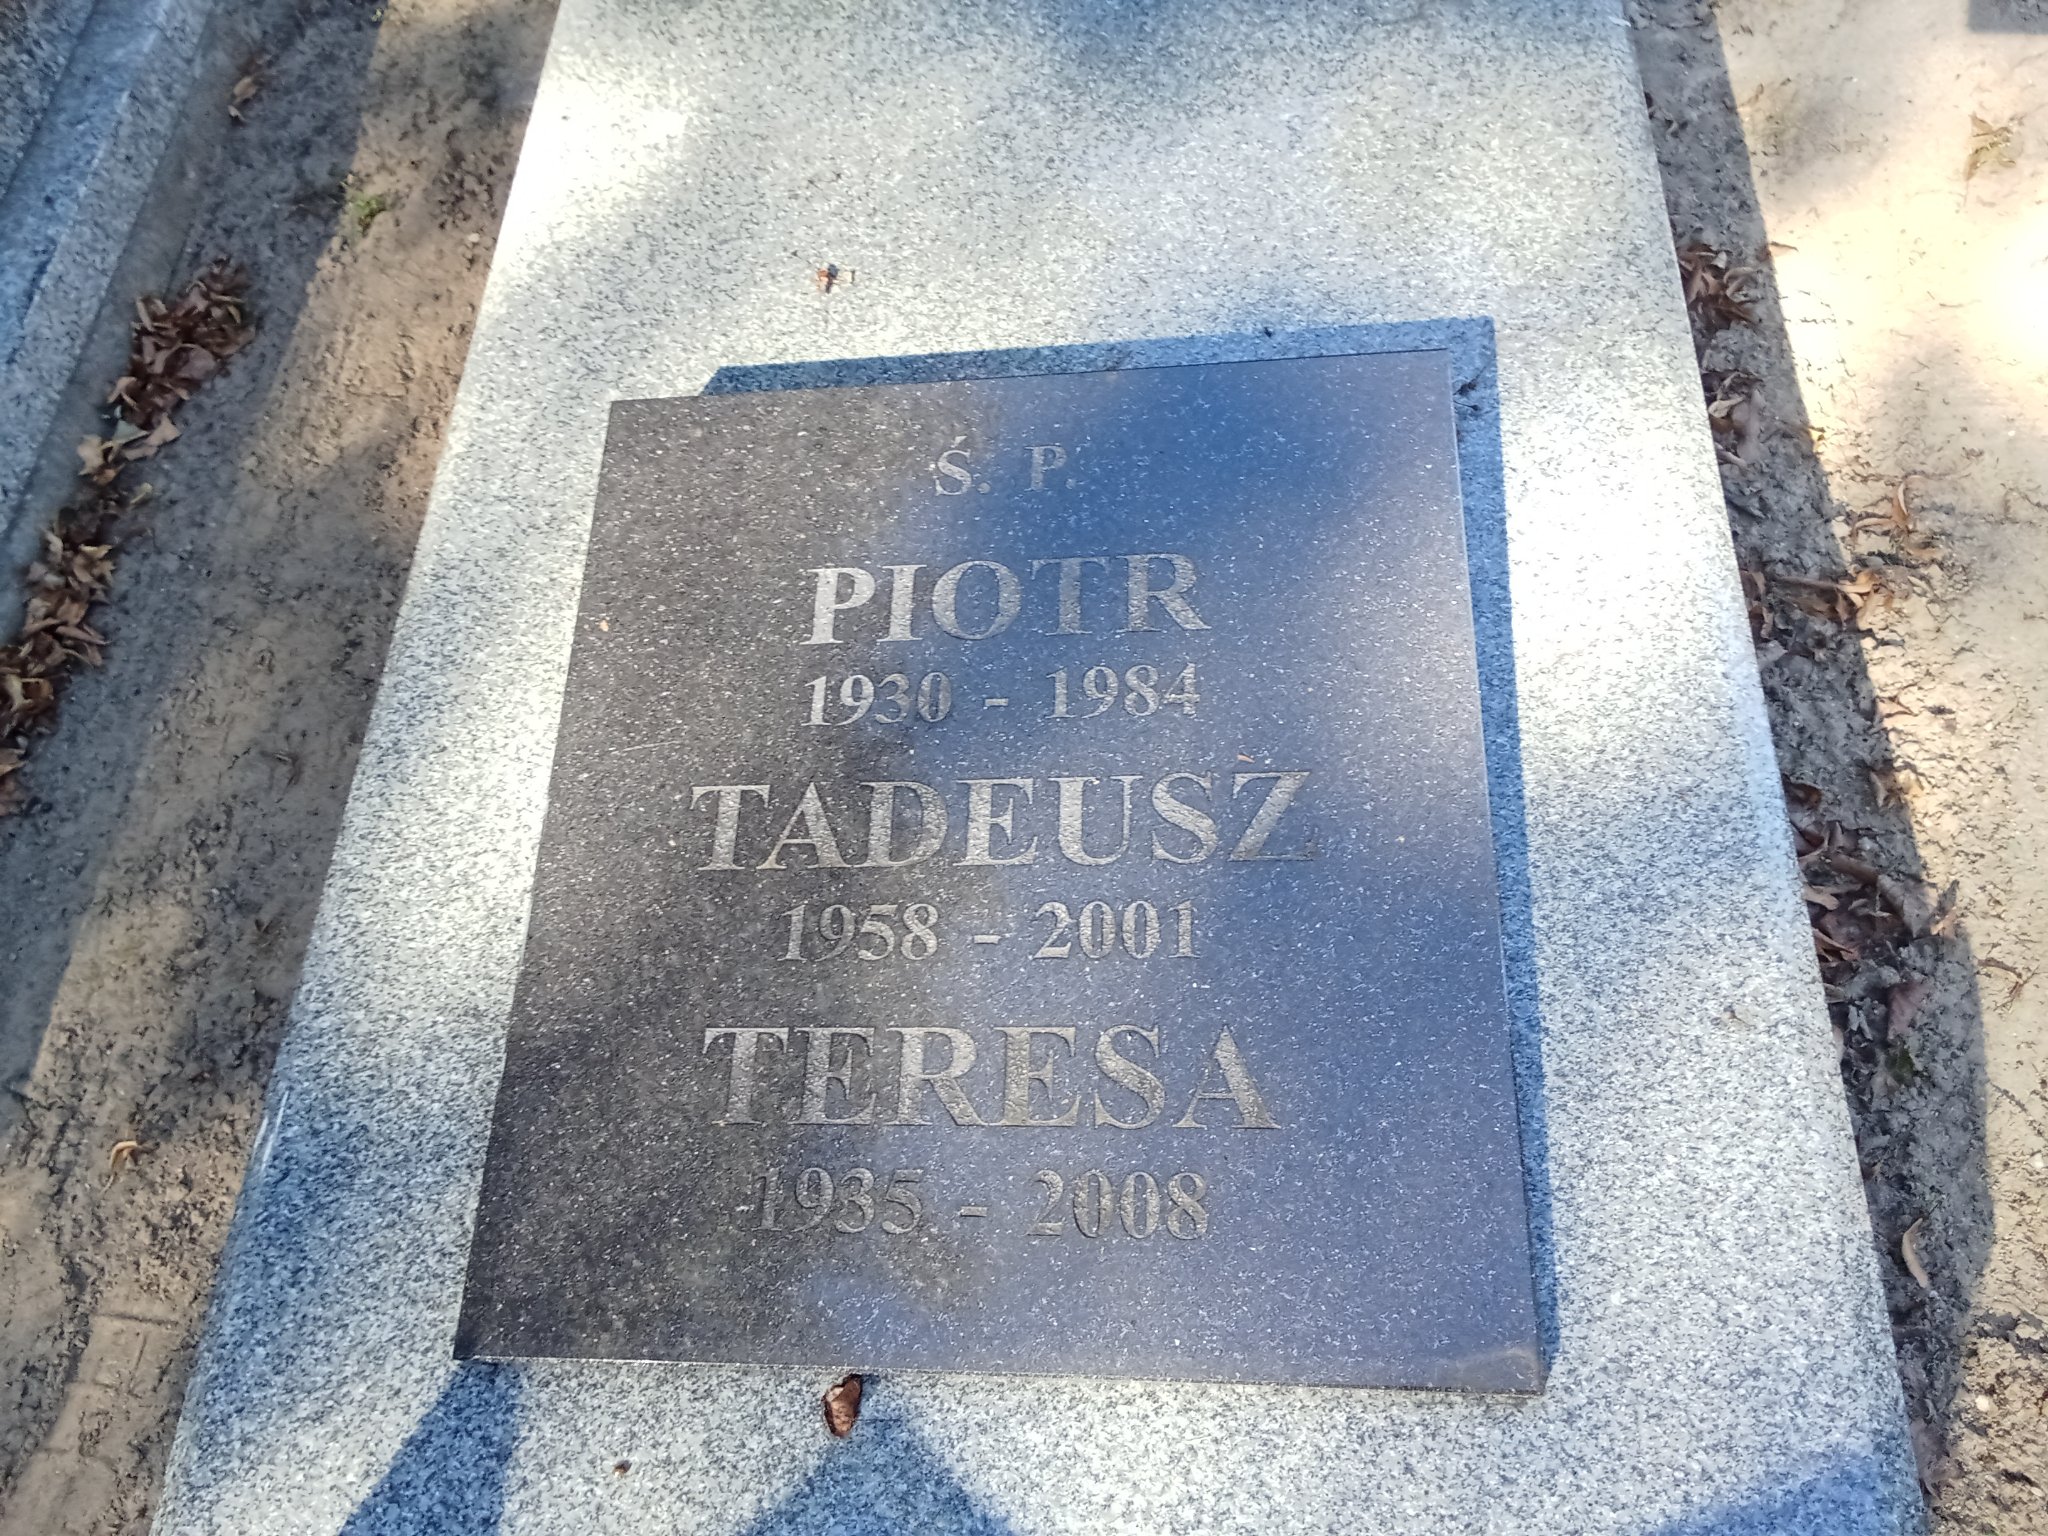 Ś. P.
PIOTR
1930 - 1984
TADEUSZ
1958 - 2001
TERESA
1935 - 2008